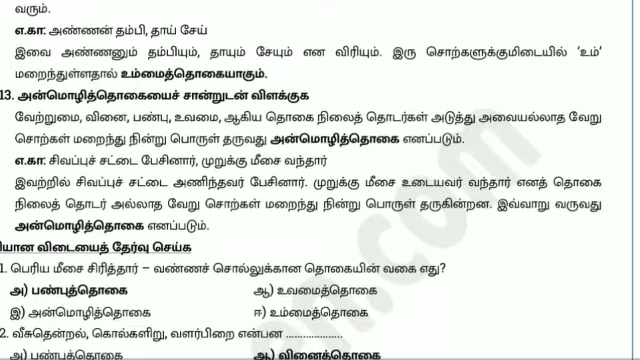 வரும்.
எ.கா: அண்ணன் தம்பி, தாய் சேய்
இவை அண்ணனும் தம்பியும், தாயும் சேயும் என விரியும். இரு சொற்களுக்குமிடையில் 'உம்'
மறைந்துள்ளதால் உம்மைத்தொகையாகும்.
13. அன்மொழித்தொகையைச் சான்றுடன் விளக்குக
வேற்றுமை, வினை, பண்பு, உவமை, ஆகிய தொகை நிலைத் தொடர்கள் அடுத்து அவையல்லாத வேறு
சொற்கள் மறைந்து நின்று பொருள் தருவது அன்மொழித்தொகை எனப்படும்.
எ.கா: சிவப்புச் சட்டை பேசினார், முறுக்கு மீசை வந்தார்
இவற்றில் சிவப்புச் சட்டை அணிந்தவர் பேசினார். முறுக்கு மீசை உடையவர் வந்தார் எனத் தொகை
நிலைத் தொடர் அல்லாத வேறு சொற்கள் மறைந்து நின்று பொருள் தருகின்றன. இவ்வாறு வருவது
அன்மொழித்தொகை எனப்படும்.
யான விடையைத் தேர்வு செய்க
1. பெரிய மீசை சிரித்தார் – வண்ணச் சொல்லுக்கான தொகையின் வகை எது?
அ) பண்புத்தொகை ஆ) உவமைத்தொகை
இ) அன்மொழித்தொகை ஈ) உம்மைத்தொகை
2. வீசுதென்றல், கொல்களிறு, வளர்பிறை என்பன ...................
அ) பண்புத்தொகை ஆ) வினைத்தொகை